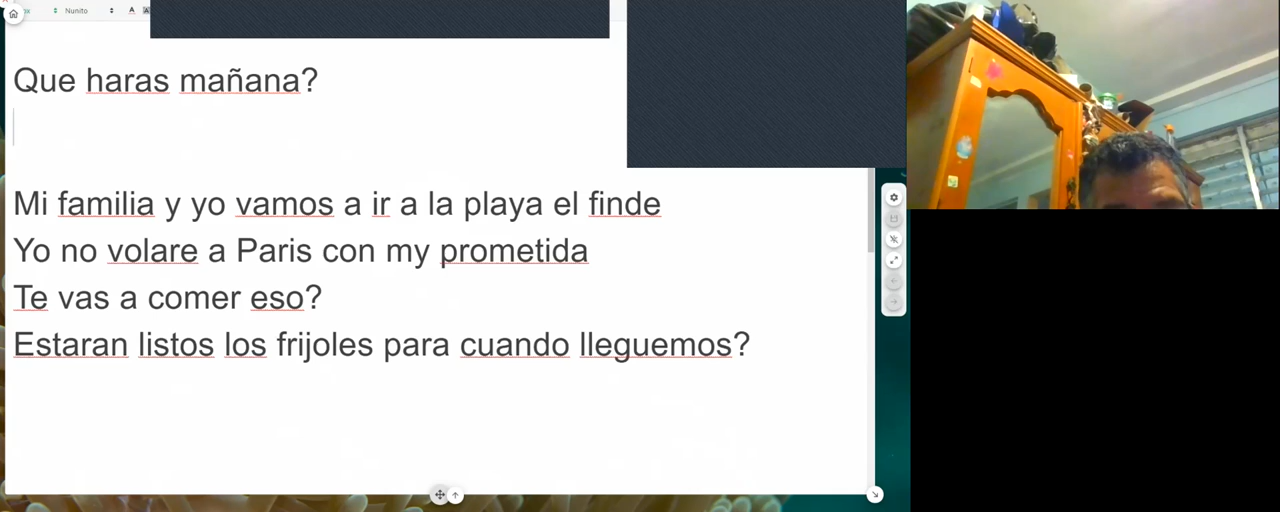 Nunito
Que haras mañana?
Mi familia y yo vamos a ir a la playa el finde
Yo no volare a Paris con my prometida
Te vas a comer eso?
Estaran listos los frijoles para cuando lleguemos?